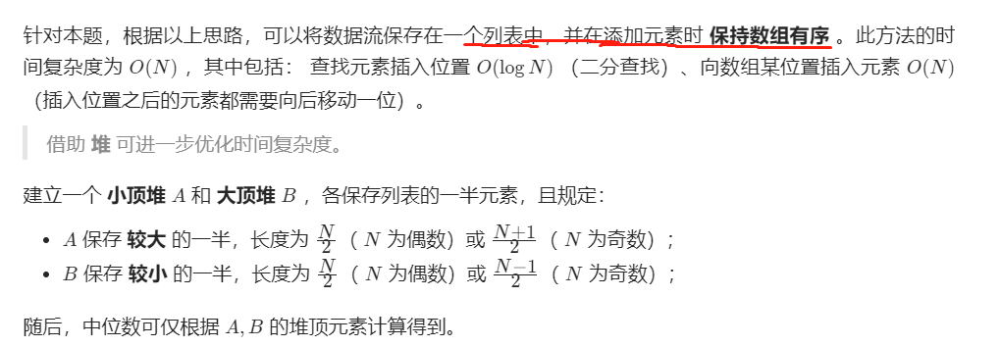 针对本题，根据以上思路，可以将数据流保存在一个列表中，并在添加元素时 保持数组有序 。此方法的时
间复杂度为 O(N) ，其中包括： 查找元素插入位置 O(log N) （二分查找）、向数组某位置插入元素 O(N)
（插入位置之后的元素都需要向后移动一位）。
借助 堆 可进一步优化时间复杂度。
建立一个 小顶堆 A 和 大顶堆 B ，各保存列表的一半元素，且规定：
• A 保存 较大 的一半，长度为 N/2 （ N 为偶数）或 N+1/2 （ N 为奇数）；
• B 保存 较小 的一半，长度为 N/2 （ N 为偶数）或 N−1/2 （ N 为奇数）；
随后，中位数可仅根据 A, B 的堆顶元素计算得到。